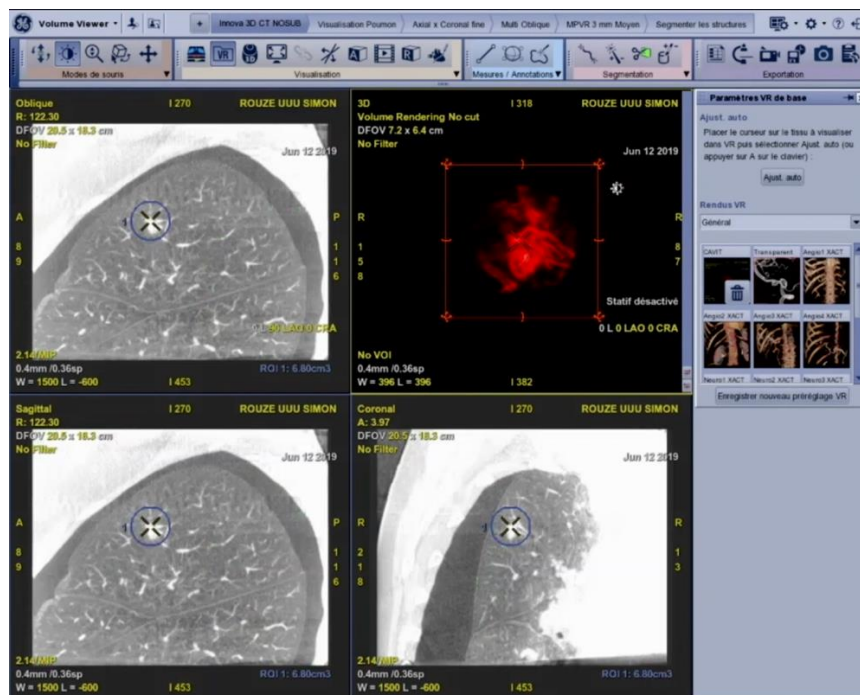 Volume Viewer
Innova 3D CT NOSUB
Visualisation Poumon
Axial x Coronal fine
Multi Oblique
MPVR 3 mm Moyen
Segmenter les structures
Modes de souris
Visualisation
Mesures / Annotations
Segmentation
Exportation
Oblique
I 270
ROUZE UUU SIMON
R: 122.30
DFOV 20.5 x 18.3 cm
No Filter
Jun 12 2019
A
P
8
9
1
1
6
0 L 90 LAO 0 CRA
2.14/MIP
0.4mm /0.36sp
ROI 1: 6.80cm3
W = 1500 L = -600
I 453
3D
I 318
ROUZE UUU SIMON
Volume Rendering No cut
DFOV 7.2 x 6.4 cm
No Filter
Jun 12 2019
R
R
1
5
8
8
7
Statif désactivé
0 L 0 LAO 0 CRA
No VOI
0.4mm /0.36sp
W = 396 L = 396
I 382
Sagittal
I 270
ROUZE UUU SIMON
R: 122.30
DFOV 20.5 x 18.3 cm
No Filter
Jun 12 2019
A
P
8
9
1
1
6
2.14/MIP
0.4mm /0.36sp
ROI 1: 6.80cm3
W = 1500 L = -600
I 453
Coronal
I 270
ROUZE UUU SIMON
A: 3.97
DFOV 20.5 x 18.3 cm
No Filter
Jun 12 2019
R
R
2
1
8
1
3
2.14/MIP
0.4mm /0.36sp
ROI 1: 6.80cm3
W = 1500 L = -600
I 453
Paramètres VR de base
Ajust. auto
Placer le curseur sur le tissu à visualiser
dans VR puis sélectionner Ajust. auto (ou
appuyer sur A sur le clavier) :
Ajust. auto
Rendus VR
Général
CAVIT
Transparent
Angio1 XACT
Angio2 XACT
Angio3 XACT
Angio4 XACT
Neuro1 XACT
Neuro2 XACT
Neuro3 XACT
Enregistrer nouveau préréglage VR